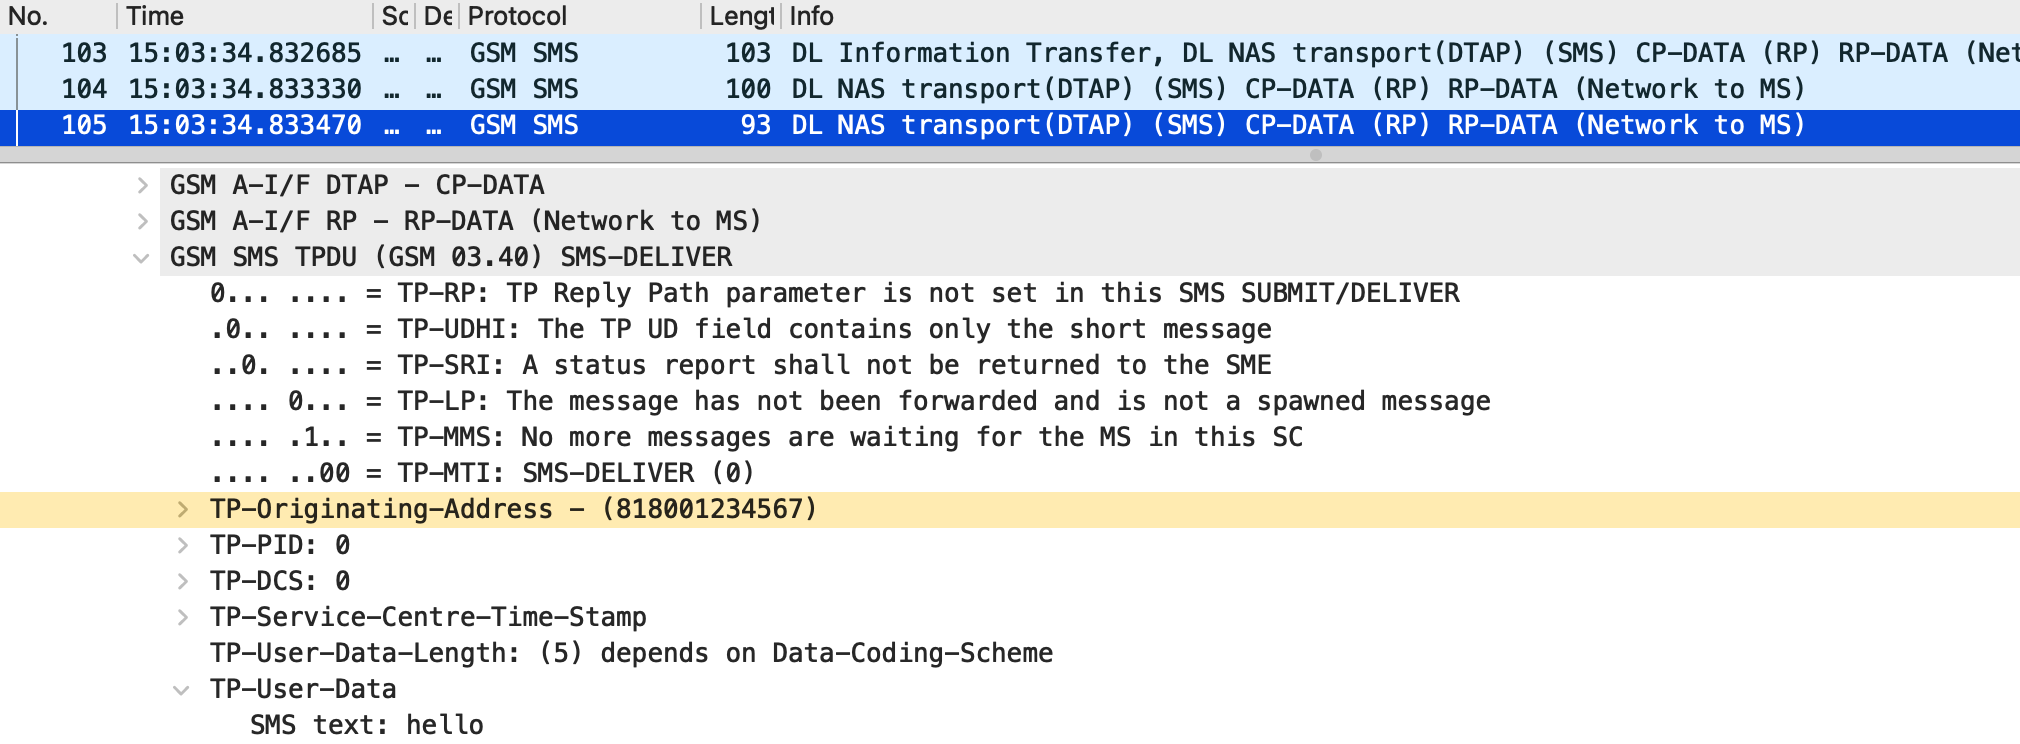 No. Time Sc De Protocol Lengt Info
103 15:03:34.832685 … … GSM SMS 103 DL Information Transfer, DL NAS transport(DTAP) (SMS) CP-DATA (RP) RP-DATA (Net
104 15:03:34.833330 … … GSM SMS 100 DL NAS transport(DTAP) (SMS) CP-DATA (RP) RP-DATA (Network to MS)
105 15:03:34.833470 … … GSM SMS 93 DL NAS transport(DTAP) (SMS) CP-DATA (RP) RP-DATA (Network to MS)
GSM A-I/F DTAP - CP-DATA
GSM A-I/F RP - RP-DATA (Network to MS)
GSM SMS TPDU (GSM 03.40) SMS-DELIVER
0... .... = TP-RP: TP Reply Path parameter is not set in this SMS SUBMIT/DELIVER
.0.. .... = TP-UDHI: The TP UD field contains only the short message
..0. .... = TP-SRI: A status report shall not be returned to the SME
.... 0... = TP-LP: The message has not been forwarded and is not a spawned message
.... .1.. = TP-MMS: No more messages are waiting for the MS in this SC
.... ..00 = TP-MTI: SMS-DELIVER (0)
TP-Originating-Address - (818001234567)
TP-PID: 0
TP-DCS: 0
TP-Service-Centre-Time-Stamp
TP-User-Data-Length: (5) depends on Data-Coding-Scheme
TP-User-Data
SMS text: hello